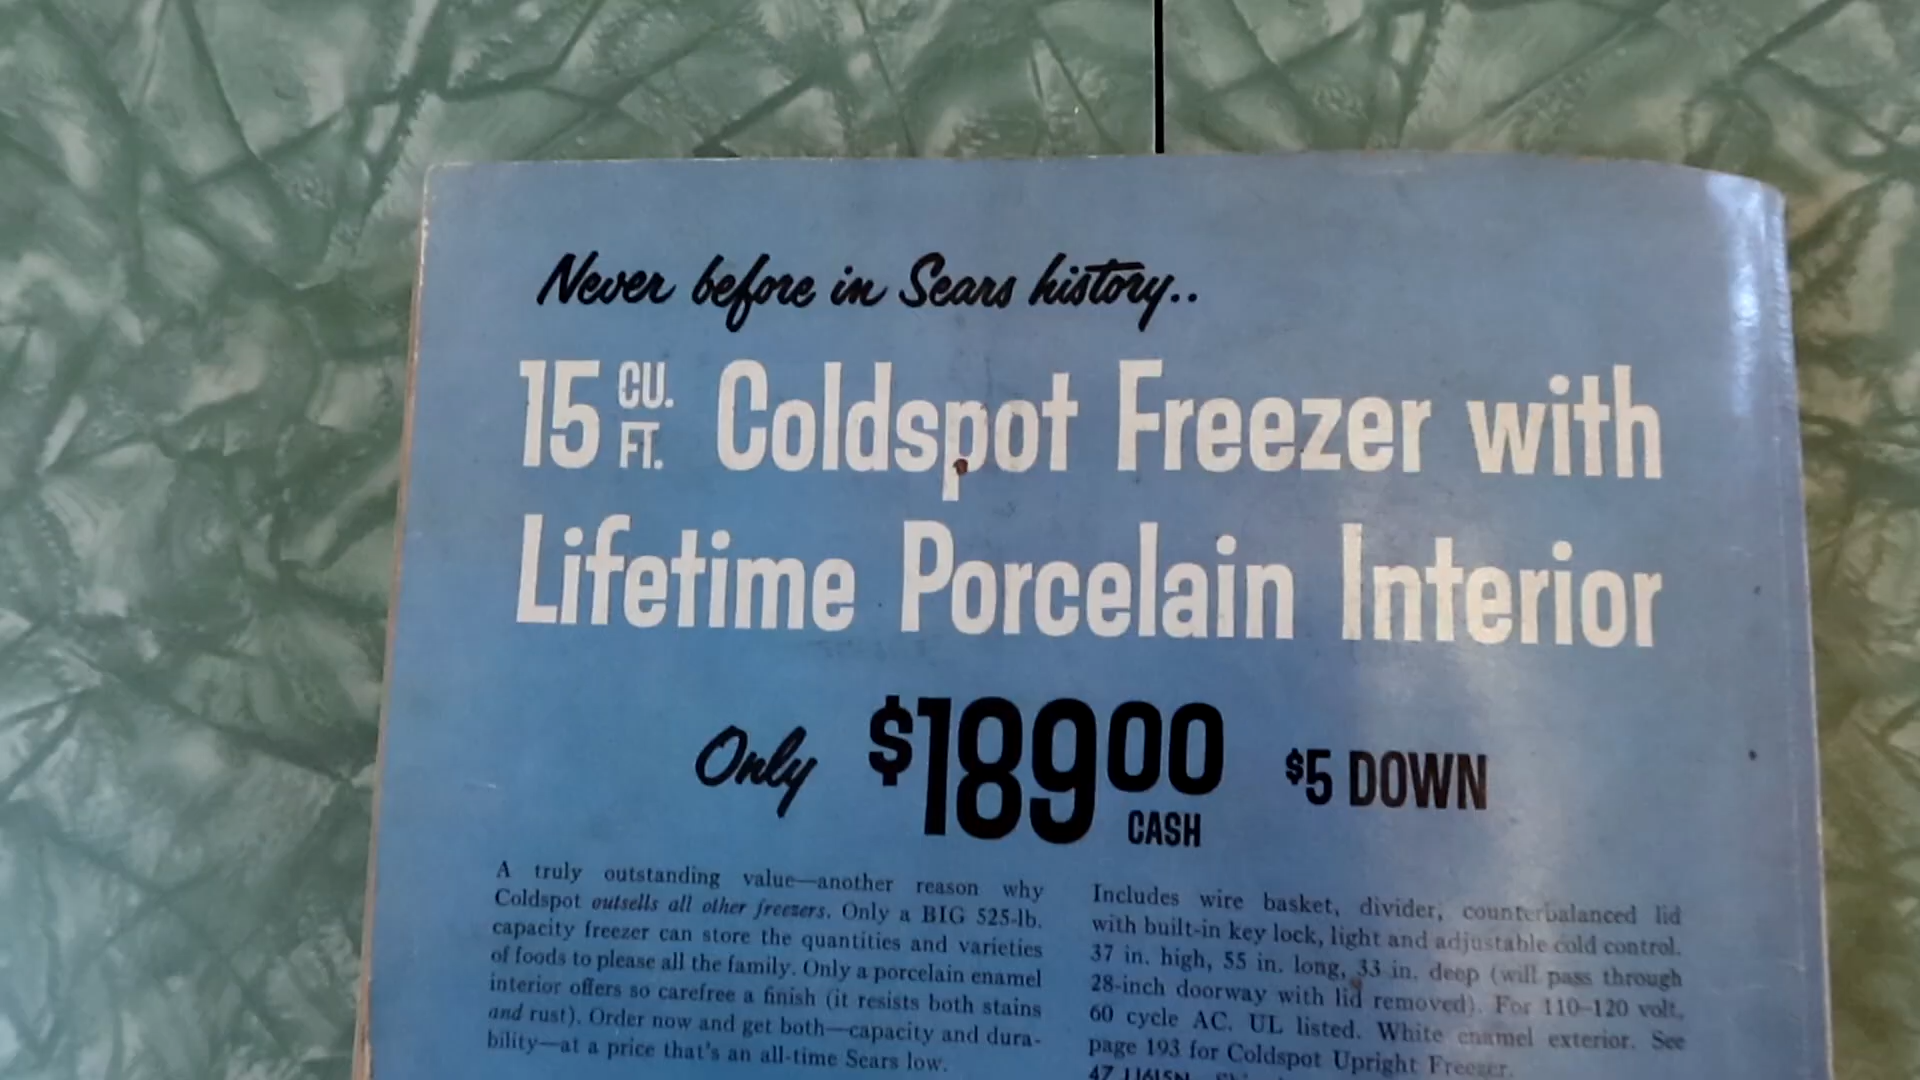 Never before in Sears history..
15 CU. FT. Coldspot Freezer with
Lifetime Porcelain Interior
Only $18900 CASH $5 DOWN
A truly outstanding value—another reason why
Coldspot outsells all other freezers. Only a BIG 525-lb.
capacity freezer can store the quantities and varieties
of foods to please all the family. Only a porcelain enamel
interior offers so carefree a finish (it resists both stains
and rust). Order now and get both—capacity and dura-
bility—at a price that's an all-time Sears low.
Includes wire basket, divider, counterbalanced lid
with built-in key lock, light and adjustable cold control.
37 in. high, 55 in. long, 33 in. deep (will pass through
28-inch doorway with lid removed). For 110–120 volt,
60 cycle AC. UL listed. White enamel exterior. See
page 193 for Coldspot Upright Freezer.